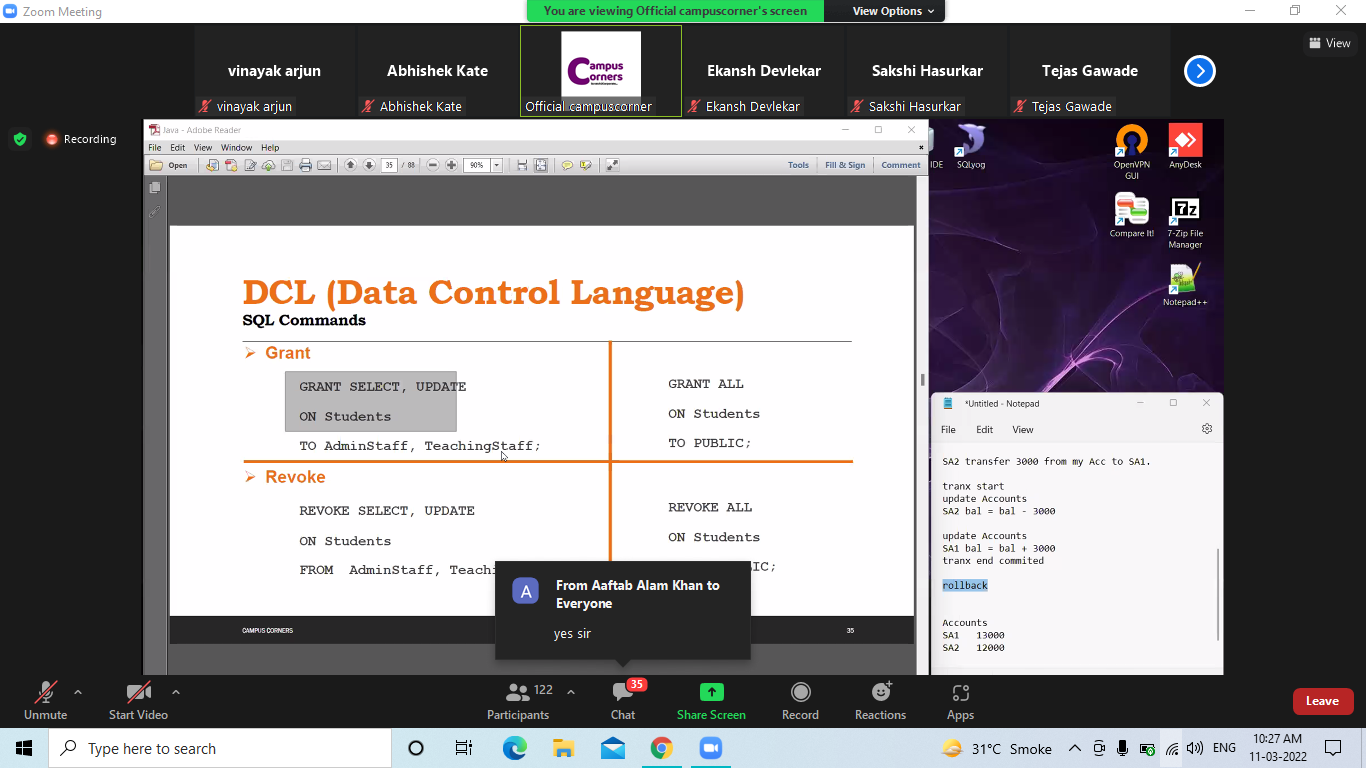 Zoom Meeting
You are viewing Official campuscorner's screen
View Options
View
vinayak arjun
Abhishek Kate
Campus
Corners
Ekansh Devlekar
Sakshi Hasurkar
Tejas Gawade
vinayak arjun
Abhishek Kate
Official campuscorner
Ekansh Devlekar
Sakshi Hasurkar
Tejas Gawade
Recording
Java - Adobe Reader
File Edit View Window Help
Open
35 / 88
90%
Tools Fill & Sign Comment
DCL (Data Control Language)
SQL Commands
Grant
GRANT SELECT, UPDATE
ON Students
TO AdminStaff, TeachingStaff;
GRANT ALL
ON Students
TO PUBLIC;
Revoke
REVOKE SELECT, UPDATE
ON Students
FROM AdminStaff, Teachi
REVOKE ALL
ON Students
IC;
CAMPUS CORNERS
35
From Aaftab Alam Khan to
Everyone
A
yes sir
IDE
SQLyog
OpenVPN
GUI
AnyDesk
Compare It!
7z
7-Zip File
Manager
Notepad++
*Untitled - Notepad
File Edit View
SA2 transfer 3000 from my Acc to SA1.
tranx start
update Accounts
SA2 bal = bal - 3000
update Accounts
SA1 bal = bal + 3000
tranx end commited
rollback
Accounts
SA1 13000
SA2 12000
Unmute
Start Video
122
Participants
35
Chat
Share Screen
Record
Reactions
Apps
Leave
Type here to search
31°C Smoke
ENG
10:27 AM
11-03-2022